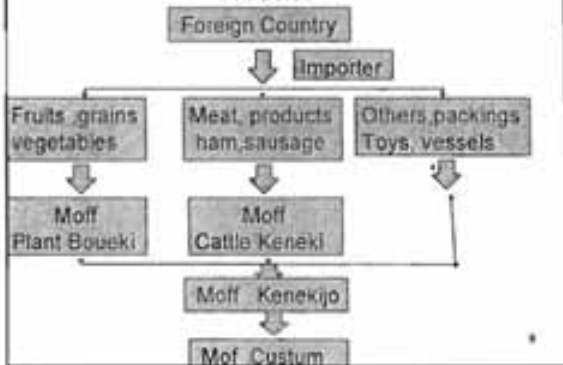 Foreign Country
Importer
Fruits ,grains
vegetables
Meat, products
ham,sausage
Others,packings
Toys, vessels
Moff
Plant Boueki
Moff
Cattle Keneki
Moff Kenekijo
Mof Custum